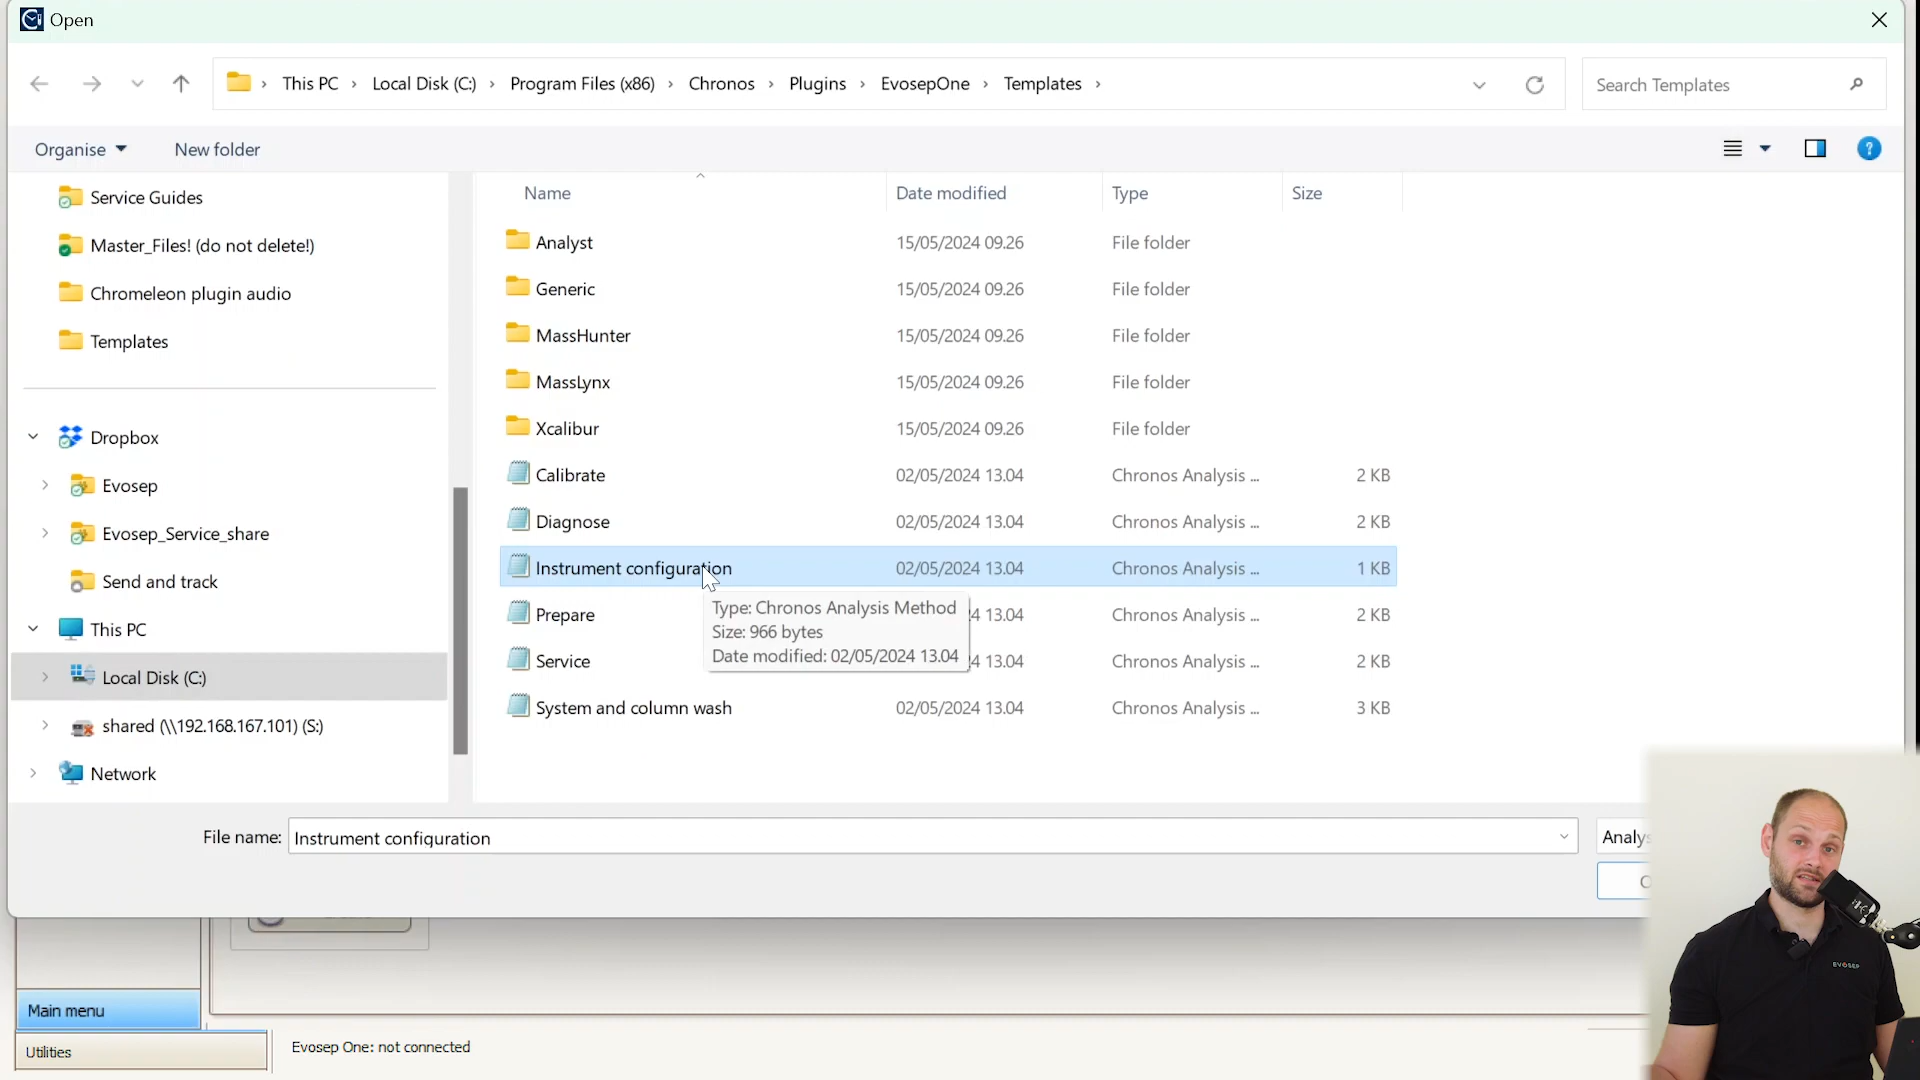 Open
This PC > Local Disk (C:) > Program Files (x86) > Chronos > Plugins > EvosepOne > Templates >
Search Templates
Organise
New folder
Service Guides
Master_Files! (do not delete!)
Chromeleon plugin audio
Templates
Dropbox
Evosep
Evosep_Service_share
Send and track
This PC
Local Disk (C:)
shared (\\192.168.167.101) (S:)
Network
Name Date modified Type Size
Analyst 15/05/2024 09.26 File folder
Generic 15/05/2024 09.26 File folder
MassHunter 15/05/2024 09.26 File folder
MassLynx 15/05/2024 09.26 File folder
Xcalibur 15/05/2024 09.26 File folder
Calibrate 02/05/2024 13.04 Chronos Analysis ... 2 KB
Diagnose 02/05/2024 13.04 Chronos Analysis ... 2 KB
Instrument configuration 02/05/2024 13.04 Chronos Analysis ... 1 KB
Prepare 4 13.04 Chronos Analysis ... 2 KB
Service 4 13.04 Chronos Analysis ... 2 KB
System and column wash 02/05/2024 13.04 Chronos Analysis ... 3 KB
Type: Chronos Analysis Method
Size: 966 bytes
Date modified: 02/05/2024 13.04
File name: Instrument configuration
Analys
EVOSEP
Main menu
Utilities
Evosep One: not connected